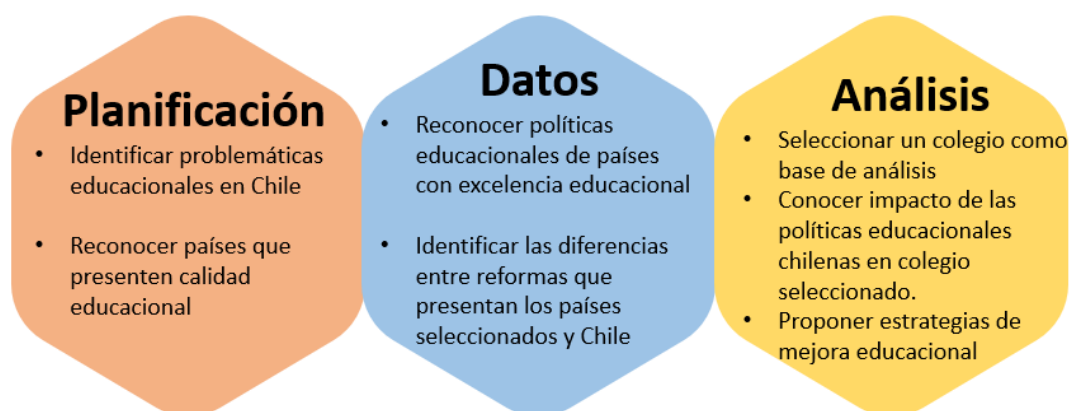 Planificación
• Identificar problemáticas
educacionales en Chile
• Reconocer países que
presenten calidad
educacional
Datos
• Reconocer políticas
educacionales de países
con excelencia educacional
• Identificar las diferencias
entre reformas que
presentan los países
seleccionados y Chile
Análisis
• Seleccionar un colegio como
base de análisis
• Conocer impacto de las
políticas educacionales
chilenas en colegio
seleccionado.
• Proponer estrategias de
mejora educacional